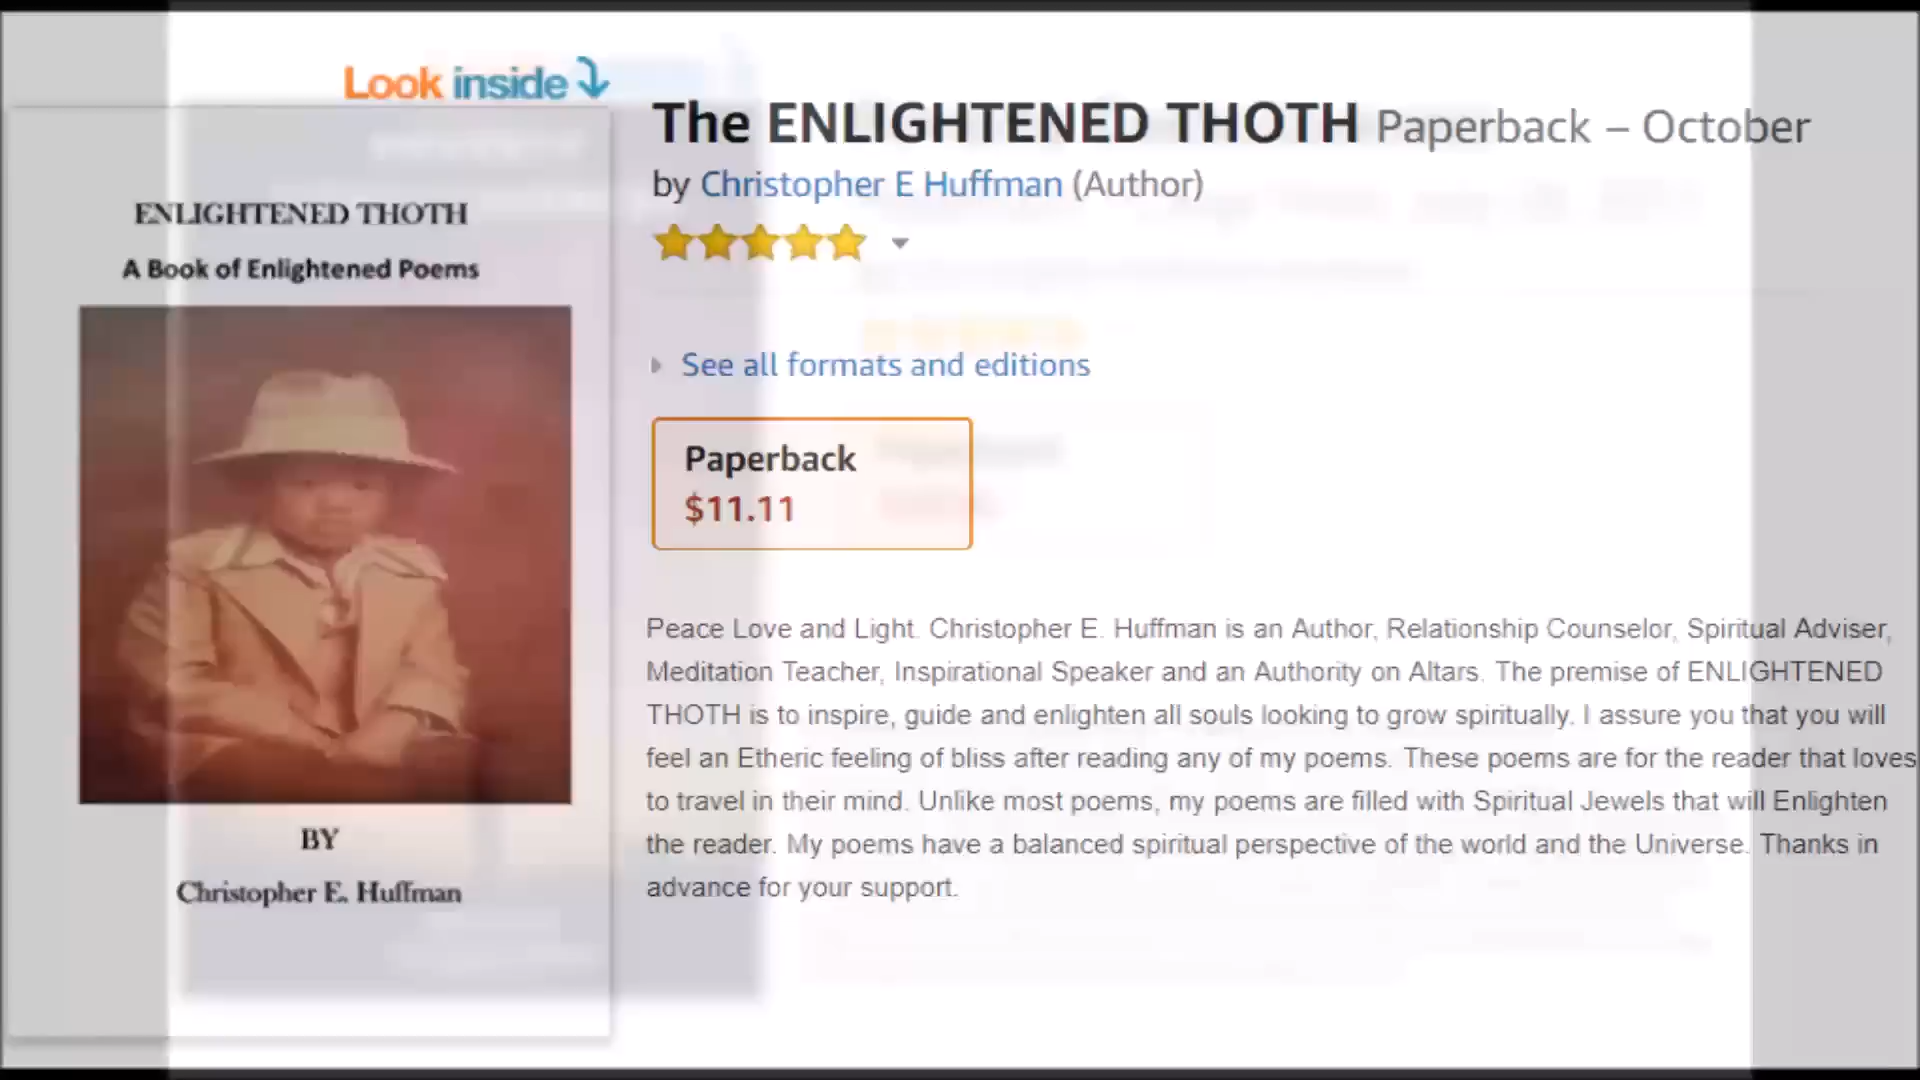 Look inside
ENLIGHTENED THOTH
A Book of Enlightened Poems
BY
Christopher E. Huffman
The ENLIGHTENED THOTH Paperback – October
by Christopher E Huffman (Author)
See all formats and editions
Paperback
$11.11
Peace Love and Light. Christopher E. Huffman is an Author, Relationship Counselor, Spiritual Adviser,
Meditation Teacher, Inspirational Speaker and an Authority on Altars. The premise of ENLIGHTENED
THOTH is to inspire, guide and enlighten all souls looking to grow spiritually. I assure you that you will
feel an Etheric feeling of bliss after reading any of my poems. These poems are for the reader that loves
to travel in their mind. Unlike most poems, my poems are filled with Spiritual Jewels that will Enlighten
the reader. My poems have a balanced spiritual perspective of the world and the Universe. Thanks in
advance for your support.